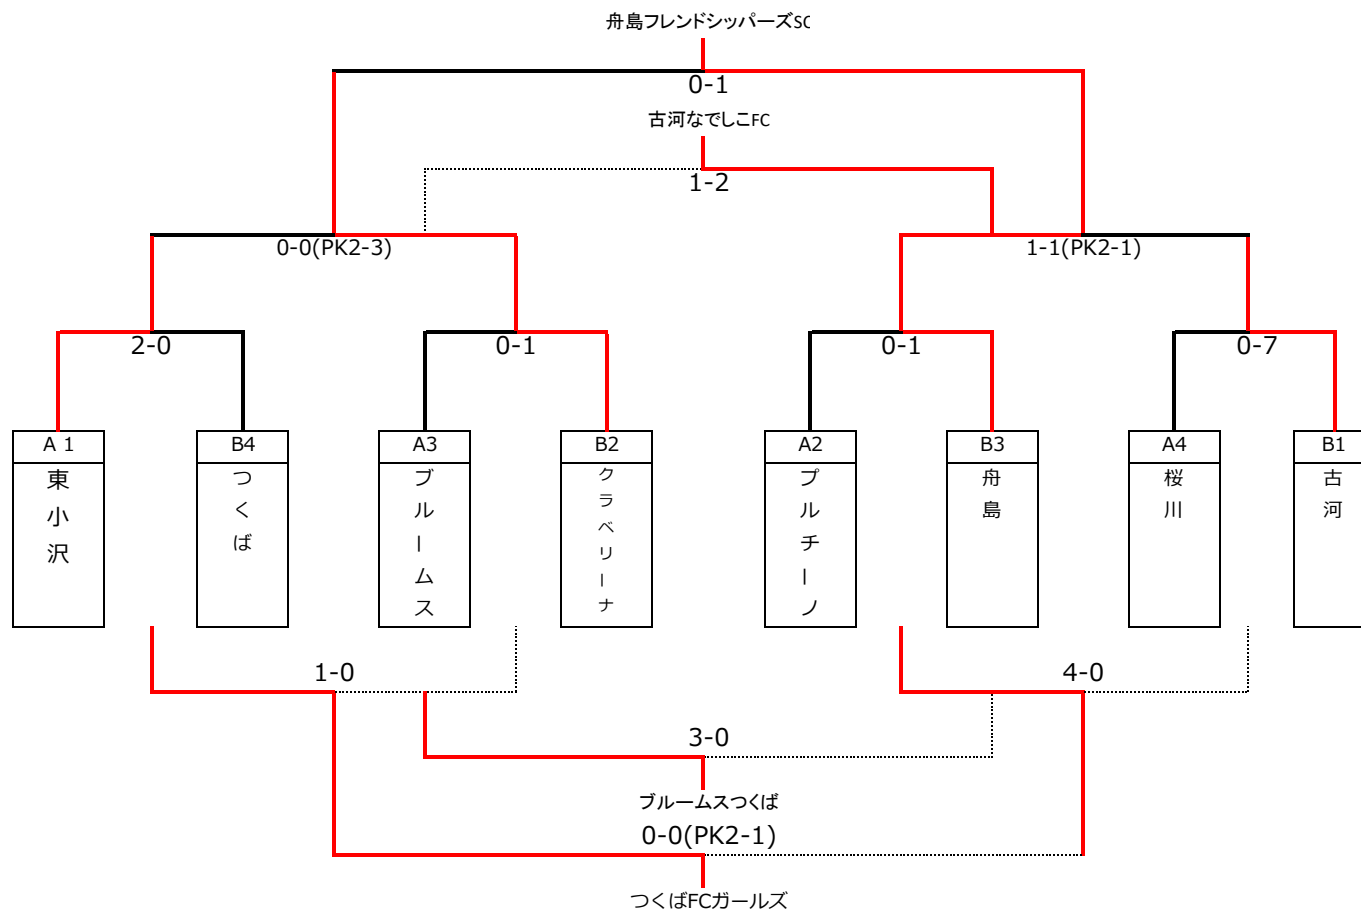 舟島フレンドシッパーズSC
0-1
古河なでしこFC
1-2
0-0(PK2-3)
1-1(PK2-1)
2-0
0-1
0-1
0-7
A 1
B4
A3
B2
A2
B3
A4
B1
東小沢
つくば
ブルームス
クラベリーナ
プルチーノ
舟島
桜川
古河
1-0
4-0
3-0
ブルームスつくば
0-0(PK2-1)
つくばFCガールズ